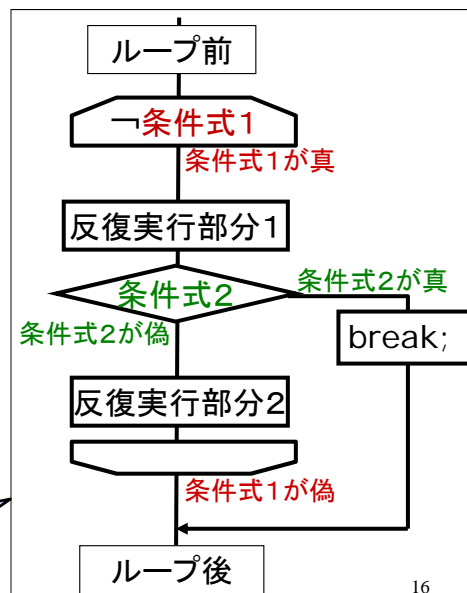 ループ前
¬条件式1
条件式1が真
反復実行部分1
条件式2
条件式2が真
条件式2が偽
break;
反復実行部分2
条件式1が偽
ループ後
16